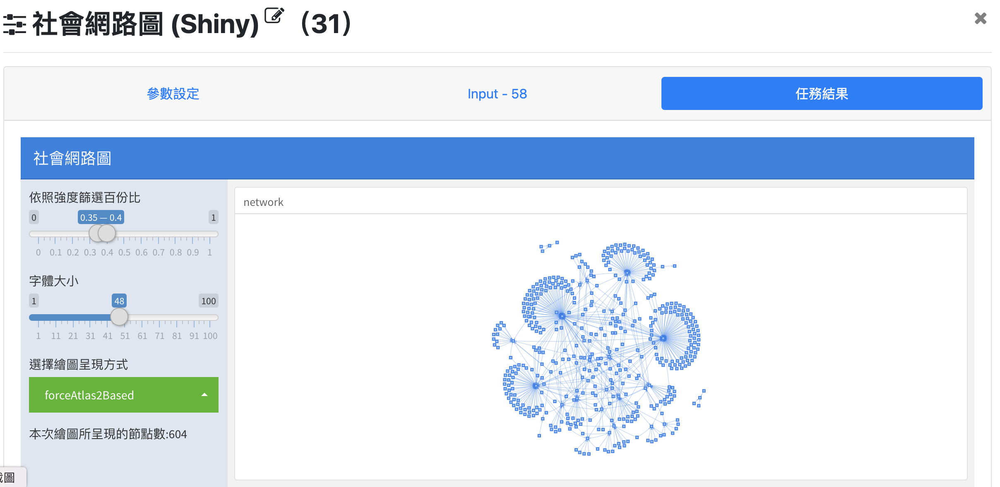 社會網路圖 (Shiny) （31）
參數設定
Input - 58
任務結果
社會網路圖
依照強度篩選百份比
0
0.35 — 0.4
1
0 0.1 0.2 0.3 0.4 0.5 0.6 0.7 0.8 0.9 1
字體大小
1
48
100
1 11 21 31 41 51 61 71 81 91 100
選擇繪圖呈現方式
forceAtlas2Based
本次繪圖所呈現的節點數:604
network
圖